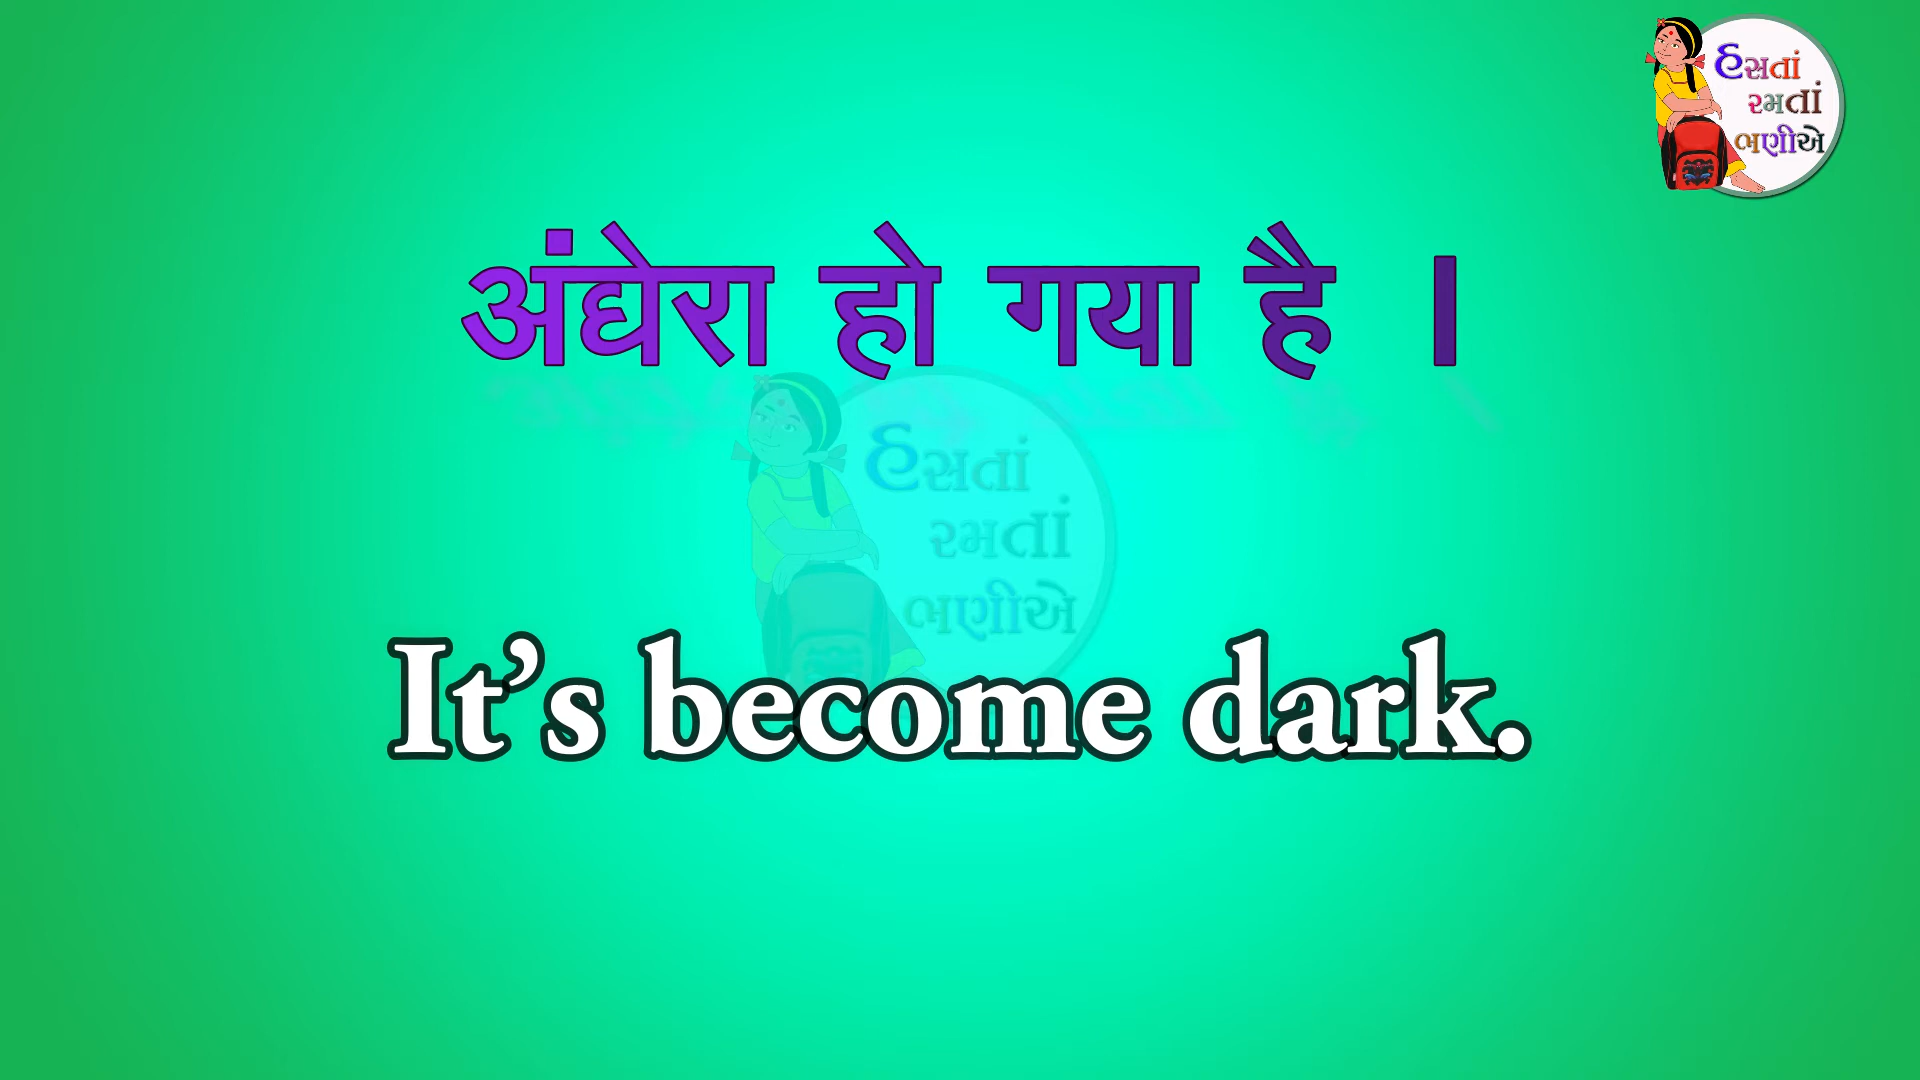 હસતાં
રમતાં
ભણીએ
अंधेरा हो गया है ।
હસતાં
રમતાં
ભણીએ
It's become dark.